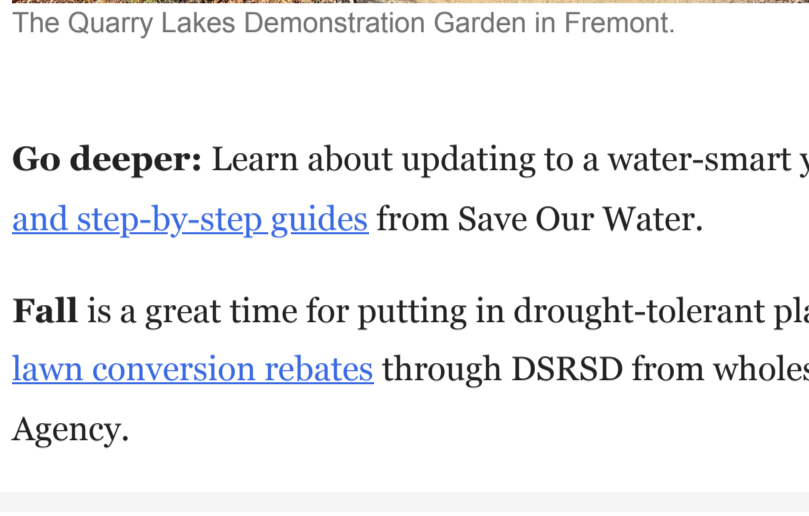 The Quarry Lakes Demonstration Garden in Fremont.
Go deeper: Learn about updating to a water-smart
and step-by-step guides from Save Our Water.
Fall is a great time for putting in drought-tolerant
lawn conversion rebates through DSRSD from
Agency.